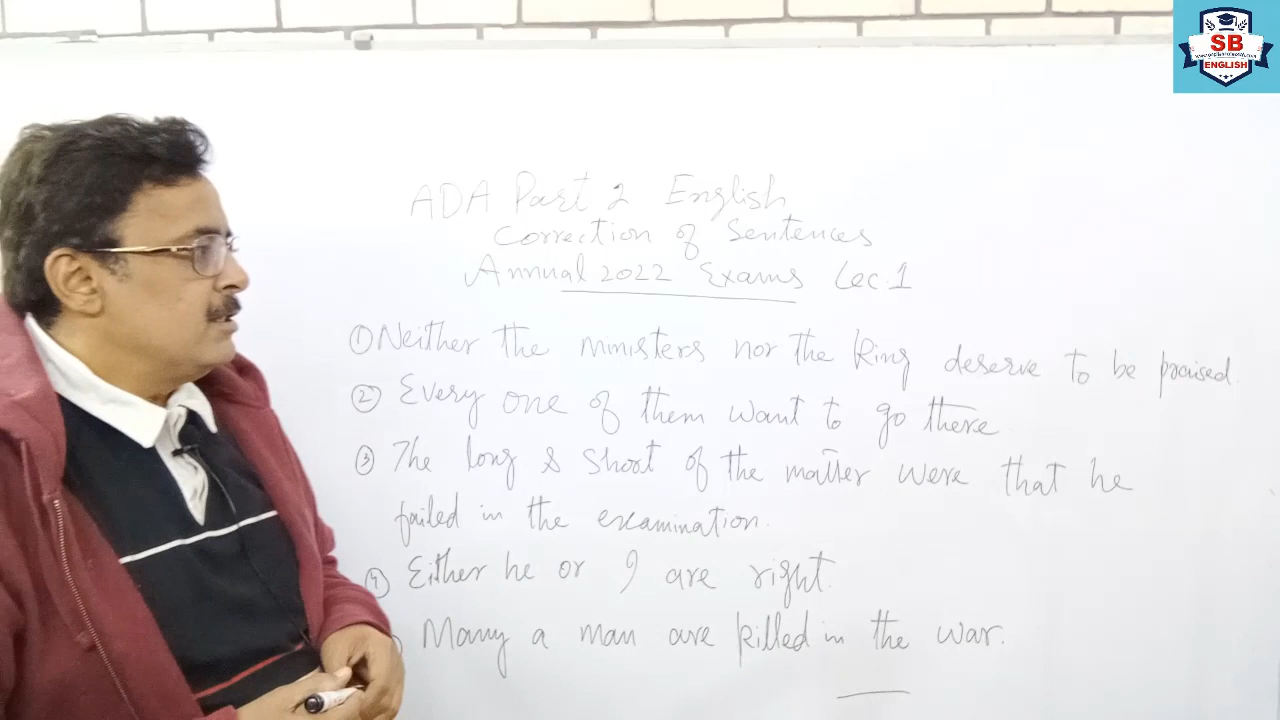 SB
ENGLISH
ADA Part 2 English
Correction of Sentences
Annual 2022 Exams Lec.1
① Neither the ministers nor the King deserve to be praised.
② Every one of them want to go there
③ The long & short of the matter were that he
failed in the examination.
④ Either he or I are right.
Many a man are killed in the war.